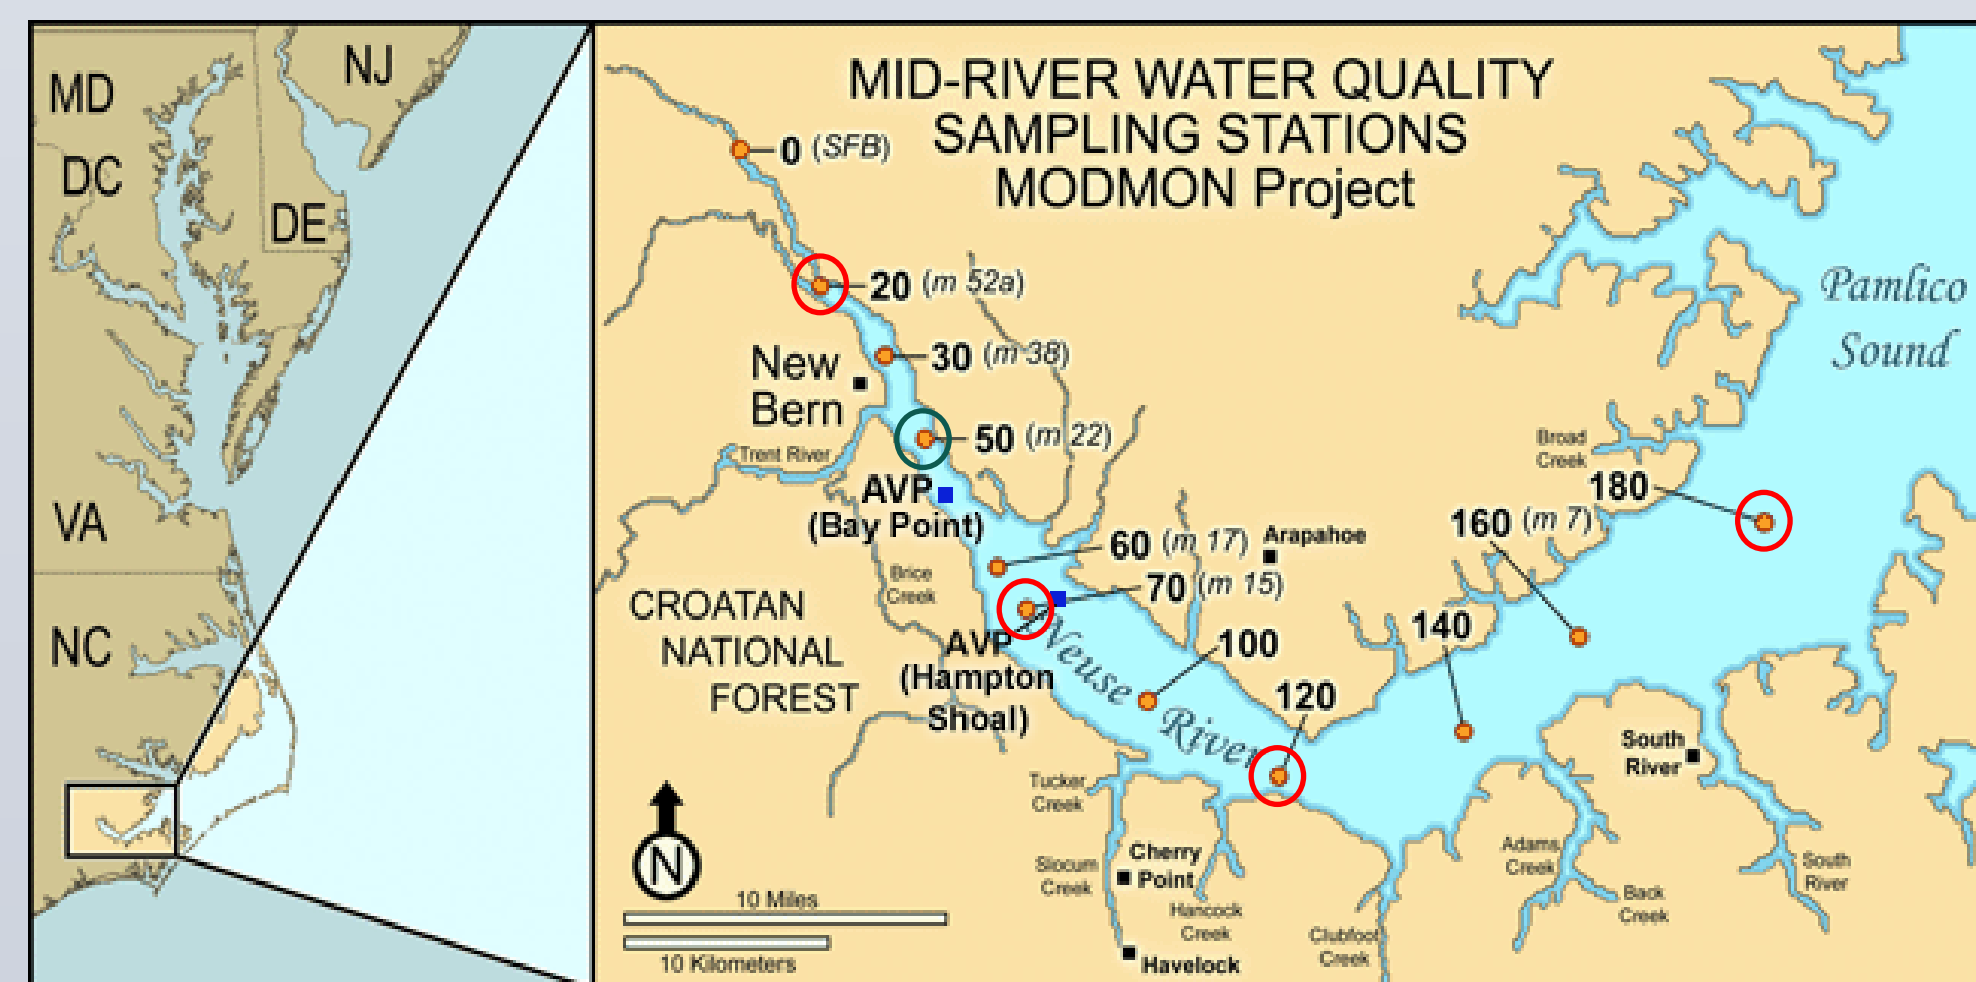 MD
NJ
DC
DE
VA
NC
MID-RIVER WATER QUALITY
SAMPLING STATIONS
MODMON Project
0 (SFB)
20 (m 52a)
30 (m 38)
New
Bern
50 (m 22)
Trent River
AVP
(Bay Point)
60 (m 17)
Arapahoe
70 (m 15)
Brice
Creek
CROATAN
NATIONAL
FOREST
AVP
(Hampton
Shoal)
Neuse River
100
120
140
160 (m 7)
180
Broad
Creek
Pamlico
Sound
South
River
Tucker
Creek
Slocum
Creek
Cherry
Point
Hancock
Creek
Havelock
Clubfoot
Creek
Adams
Creek
Back
Creek
South
River
N
10 Miles
10 Kilometers